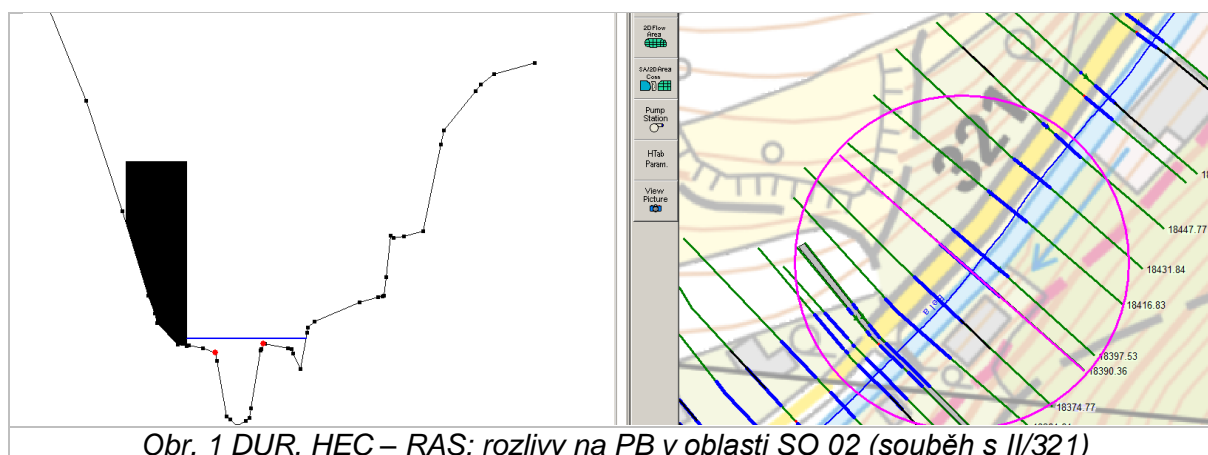 2D Flow
Area
SA/2D Area
Conn
Pump
Station
HTab
Param.
View
Picture
321
Bělá
18447.77
18431.84
18416.83
18397.53
18390.36
18374.77
Obr. 1 DUR, HEC – RAS: rozlivy na PB v oblasti SO 02 (souběh s II/321)